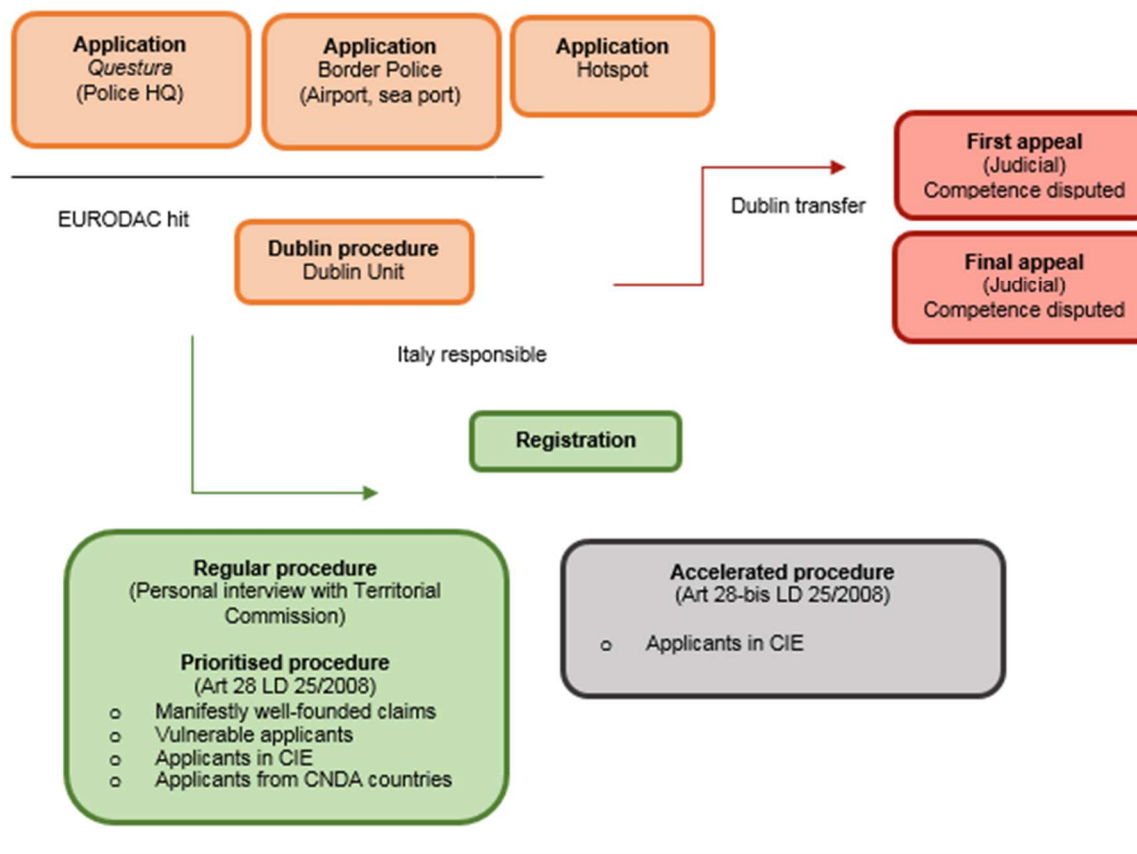 Application
Questura
(Police HQ)
Application
Border Police
(Airport, sea port)
Application
Hotspot
First appeal
(Judicial)
Competence disputed
Dublin transfer
EURODAC hit
Dublin procedure
Dublin Unit
Final appeal
(Judicial)
Competence disputed
Italy responsible
Registration
Regular procedure
(Personal interview with Territorial
Commission)
Prioritised procedure
(Art 28 LD 25/2008)
o Manifestly well-founded claims
o Vulnerable applicants
o Applicants in CIE
o Applicants from CNDA countries
Accelerated procedure
(Art 28-bis LD 25/2008)
o Applicants in CIE